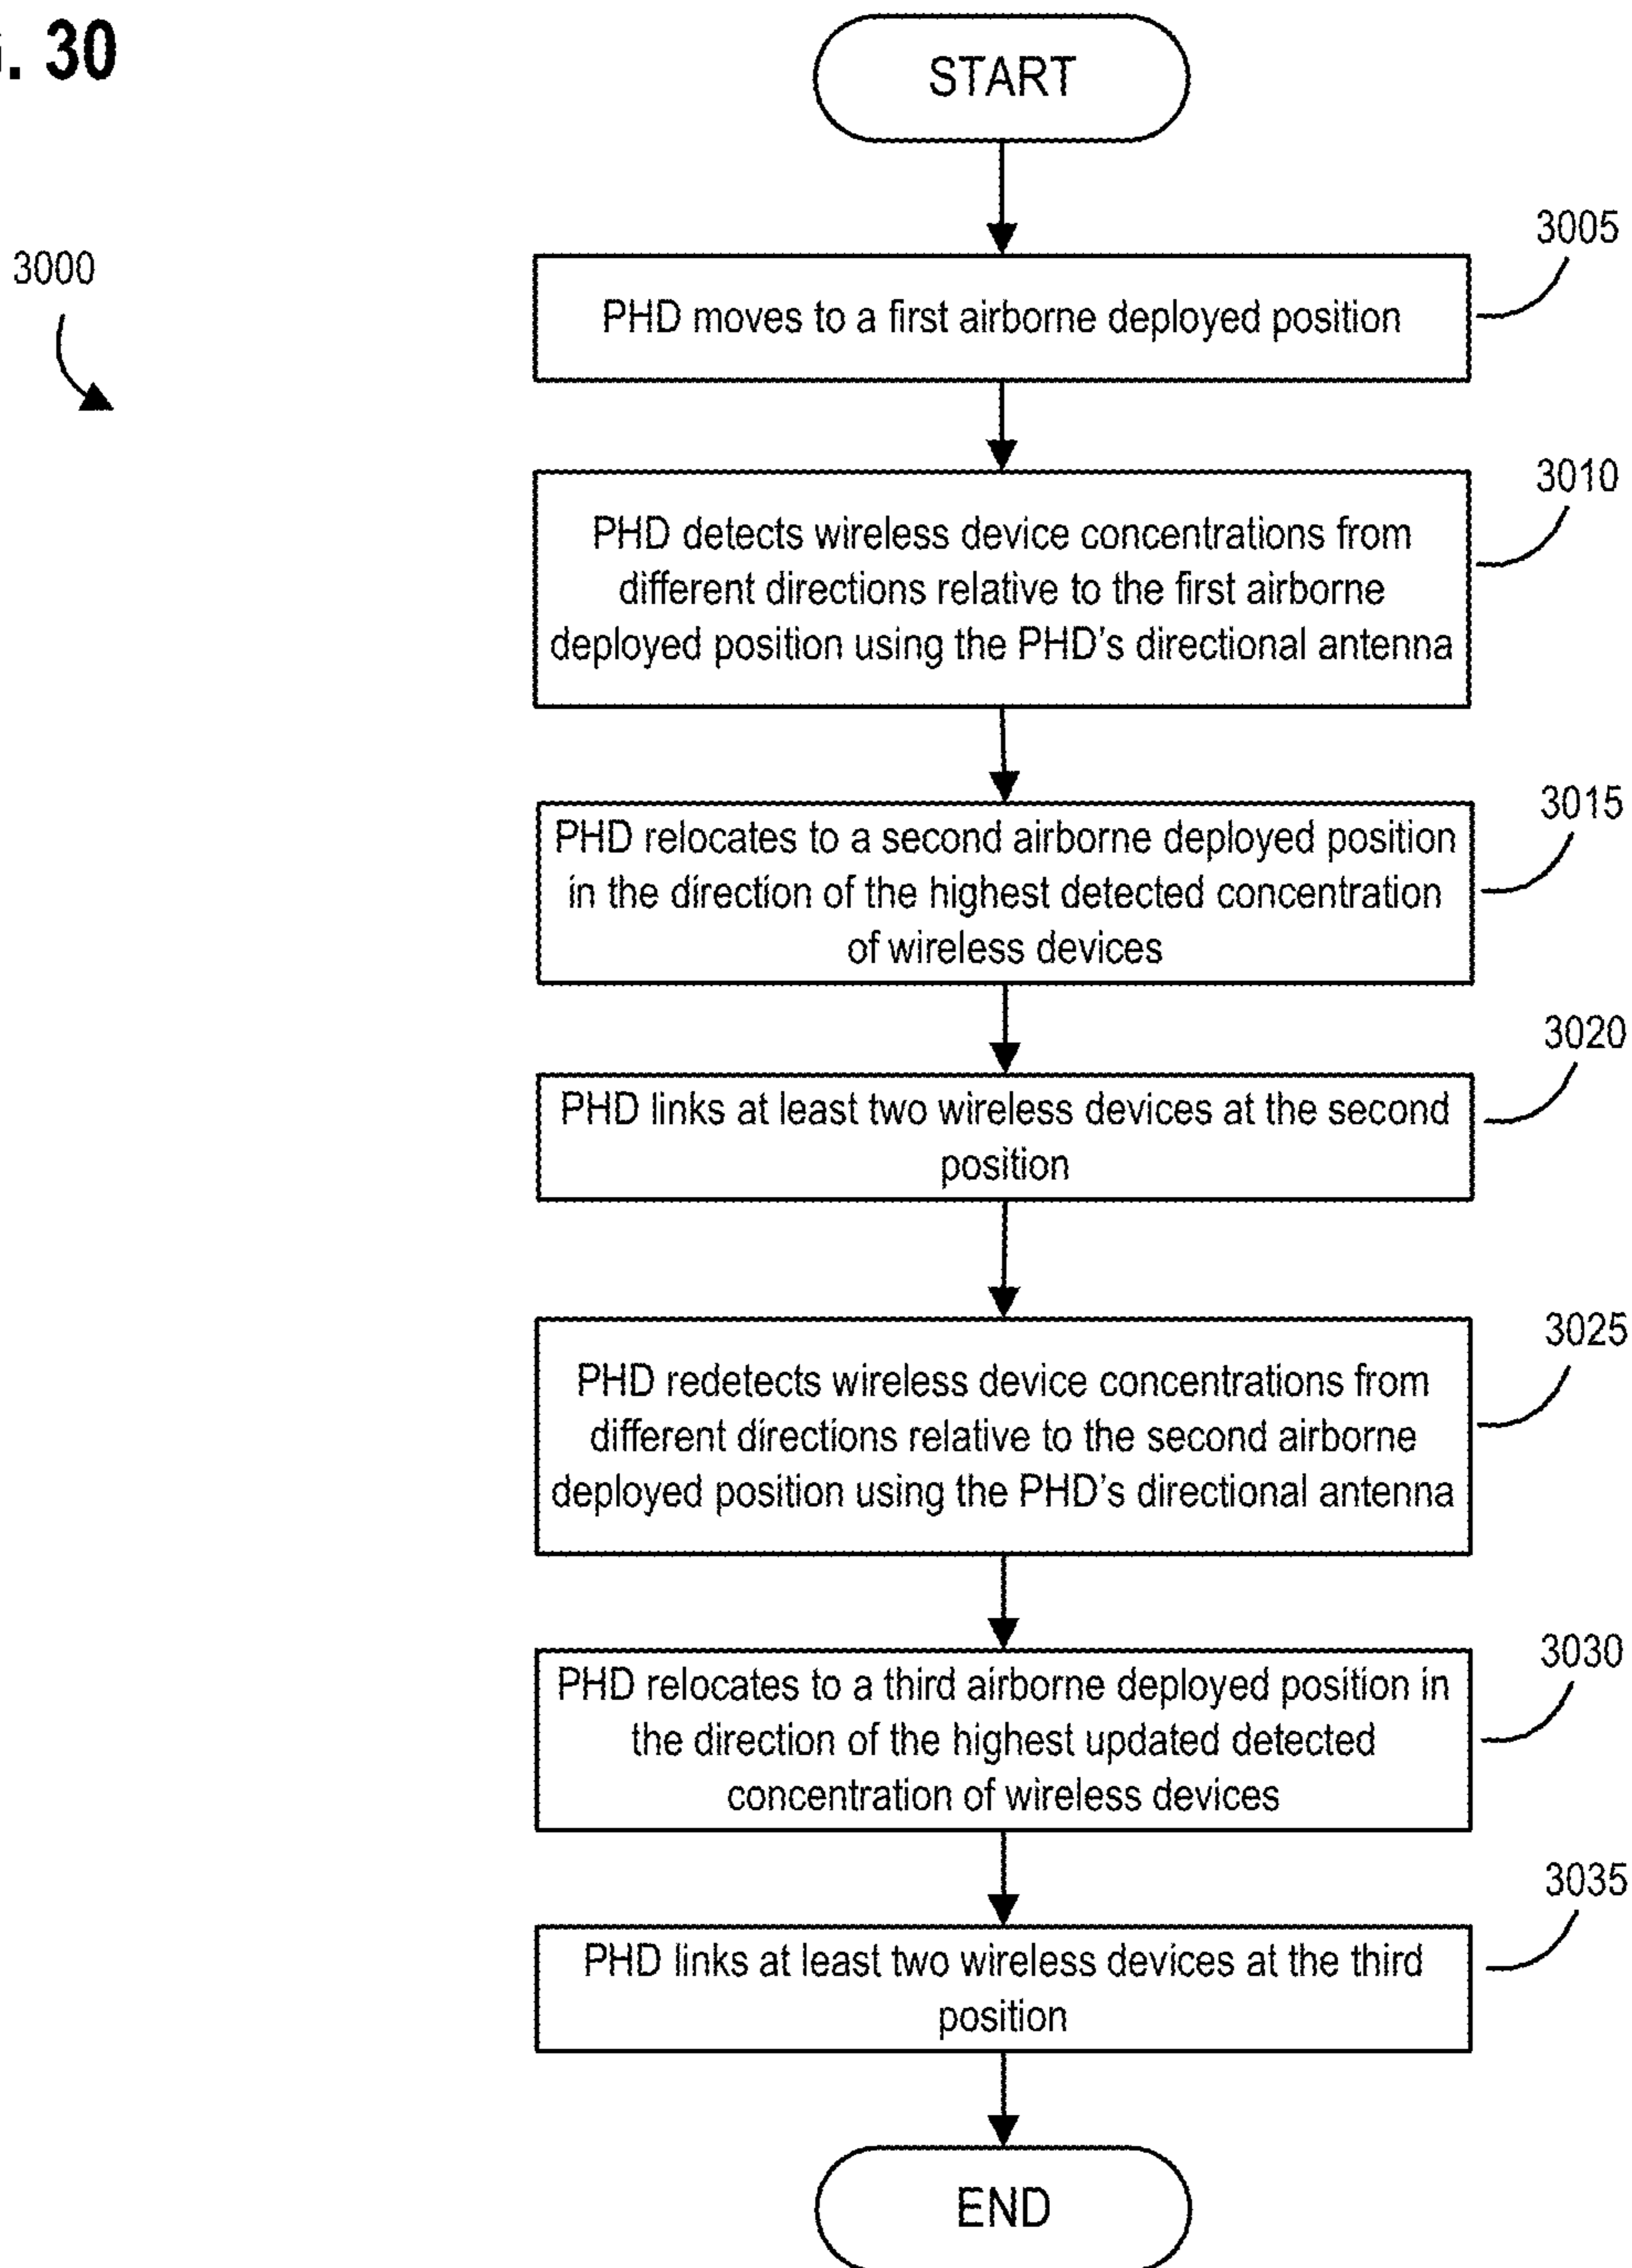 . 30
START
3000
3005
PHD moves to a first airborne deployed position
3010
PHD detects wireless device concentrations from
different directions relative to the first airborne
deployed position using the PHD's directional antenna
3015
PHD relocates to a second airborne deployed position
in the direction of the highest detected concentration
of wireless devices
3020
PHD links at least two wireless devices at the second
position
3025
PHD redetects wireless device concentrations from
different directions relative to the second airborne
deployed position using the PHD's directional antenna
3030
PHD relocates to a third airborne deployed position in
the direction of the highest updated detected
concentration of wireless devices
3035
PHD links at least two wireless devices at the third
position
END